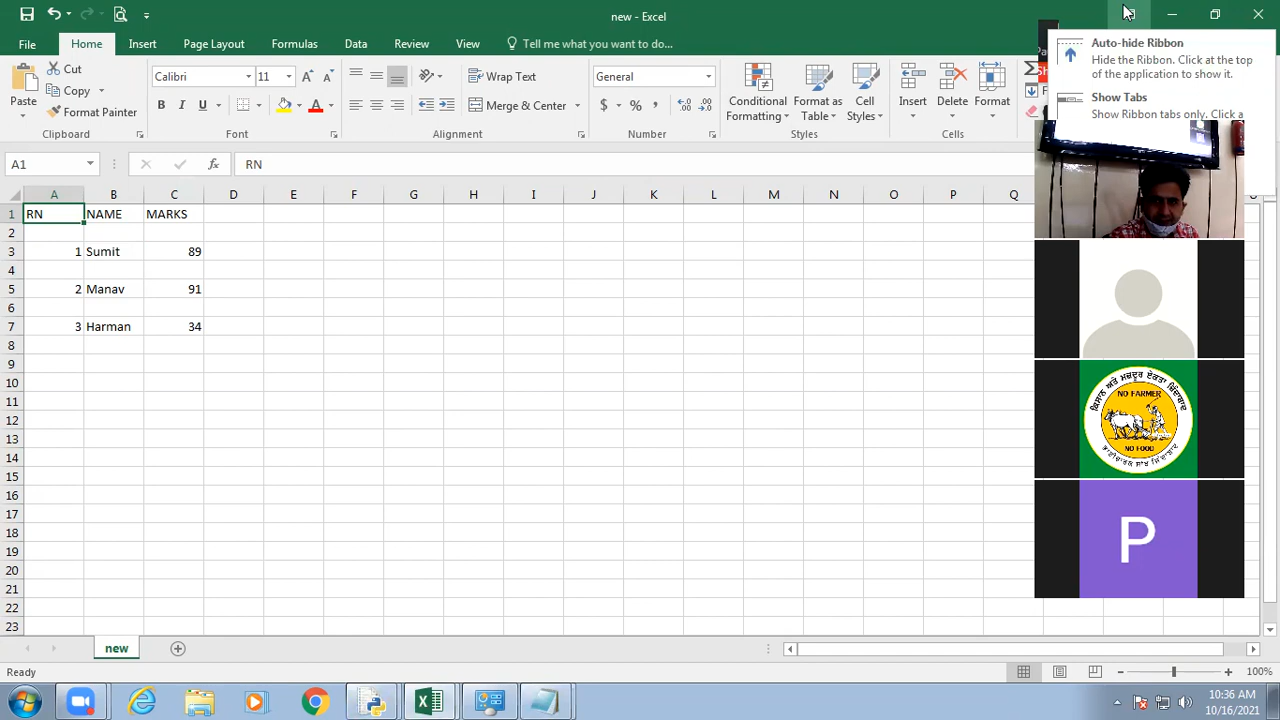 new - Excel
File Home Insert Page Layout Formulas Data Review View Tell me what you want to do...
Auto-hide Ribbon
Hide the Ribbon. Click at the top
of the application to show it.
Show Tabs
Show Ribbon tabs only. Click a
Paste
Cut
Copy
Format Painter
Clipboard
Calibri 11
B I U
Font
Wrap Text
Merge & Center
Alignment
General
$ % ,
Number
Conditional
Formatting
Format as
Table
Cell
Styles
Styles
Insert Delete Format
Cells
A1 fx RN
A B C D E F G H I J K L M N O P Q
1 RN NAME MARKS
2
3 1 Sumit 89
4
5 2 Manav 91
6
7 3 Harman 34
8
9
10
11
12
13
14
15
16
17
18
19
20
21
22
23
NO FARMER
NO FOOD
P
new
Ready 100%
10:36 AM
10/16/2021